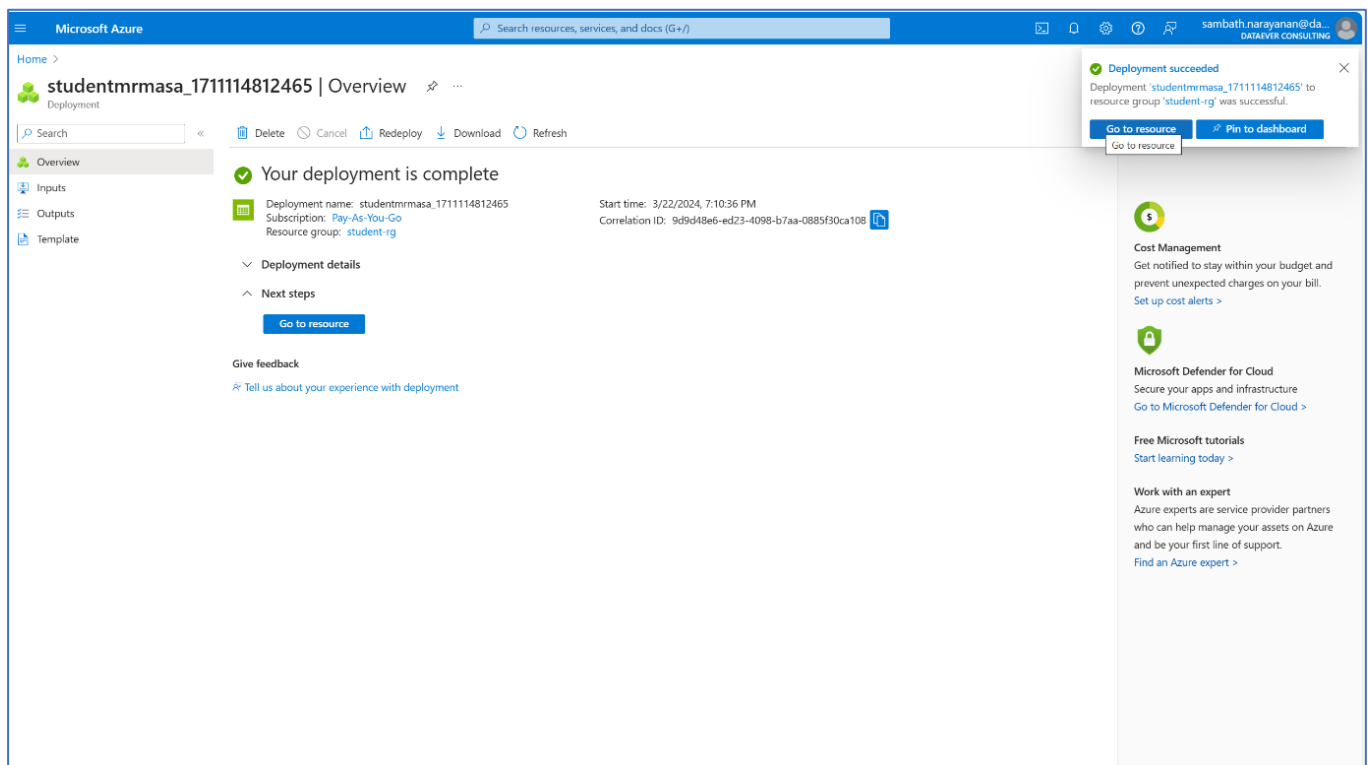 Microsoft Azure
Search resources, services, and docs (G+/)
sambath.narayanan@da...
DATAEVER CONSULTING
Home >
studentmrmasa_1711114812465 | Overview ...
Deployment
Deployment succeeded
Deployment 'studentmrmasa_1711114812465' to
resource group 'student-rg' was successful.
Go to resource
Pin to dashboard
Go to resource
Search
«
Delete
Cancel
Redeploy
Download
Refresh
Overview
Inputs
Outputs
Template
Your deployment is complete
Deployment name: studentmrmasa_1711114812465
Subscription: Pay-As-You-Go
Resource group: student-rg
Start time: 3/22/2024, 7:10:36 PM
Correlation ID: 9d9d48e6-ed23-4098-b7aa-0885f30ca108
Deployment details
Next steps
Go to resource
Give feedback
Tell us about your experience with deployment
Cost Management
Get notified to stay within your budget and
prevent unexpected charges on your bill.
Set up cost alerts >
Microsoft Defender for Cloud
Secure your apps and infrastructure
Go to Microsoft Defender for Cloud >
Free Microsoft tutorials
Start learning today >
Work with an expert
Azure experts are service provider partners
who can help manage your assets on Azure
and be your first line of support.
Find an Azure expert >